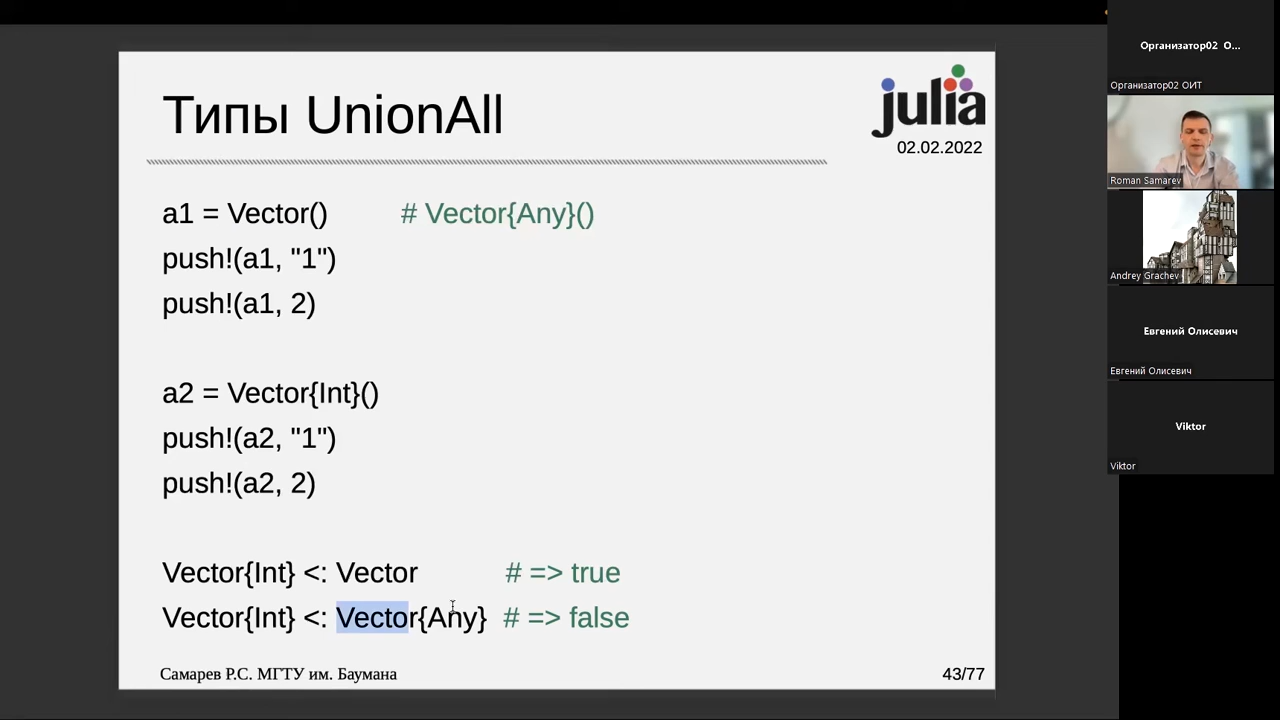 Типы UnionAll
julia
02.02.2022
a1 = Vector() # Vector{Any}()
push!(a1, "1")
push!(a1, 2)
a2 = Vector{Int}()
push!(a2, "1")
push!(a2, 2)
Vector{Int} <: Vector # => true
Vector{Int} <: Vector{Any} # => false
Самарев Р.С. МГТУ им. Баумана
43/77
Организатор02 О...
Организатор02 ОИТ
Roman Samarev
Andrey Grachev
Евгений Олисевич
Евгений Олисевич
Viktor
Viktor